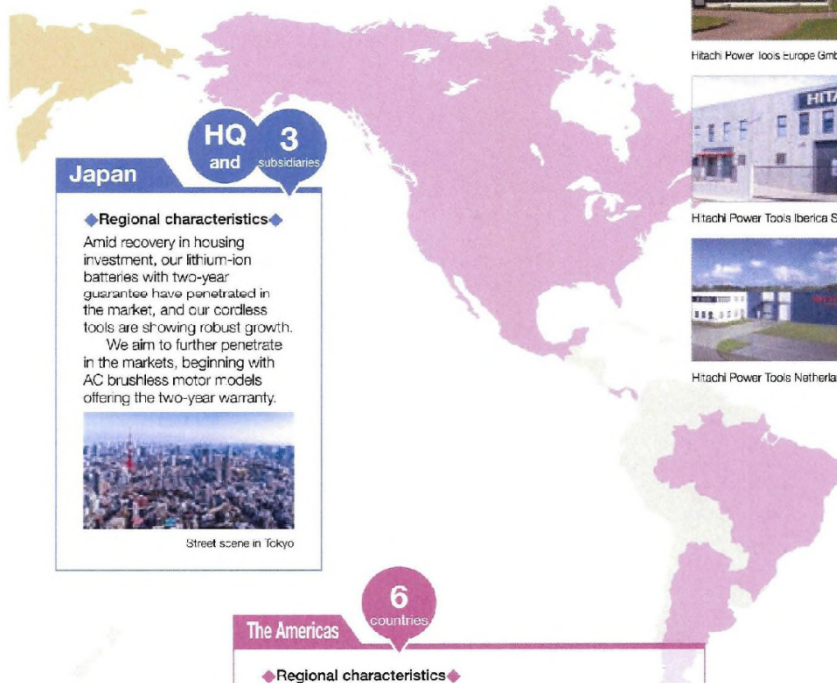 Hitachi Power Tools Europe Gmb
HITA
Hitachi Power Tools Iberica S
Hitachi Power Tools Netherla
HQ
and
3
subsidiaries
Japan
◆Regional characteristics◆
Amid recovery in housing
investment, our lithium-ion
batteries with two-year
guarantee have penetrated in
the market, and our cordless
tools are showing robust growth.
We aim to further penetrate
in the markets, beginning with
AC brushless motor models
offering the two-year warranty.
Street scene in Tokyo
6
countries
The Americas
◆Regional characteristics◆